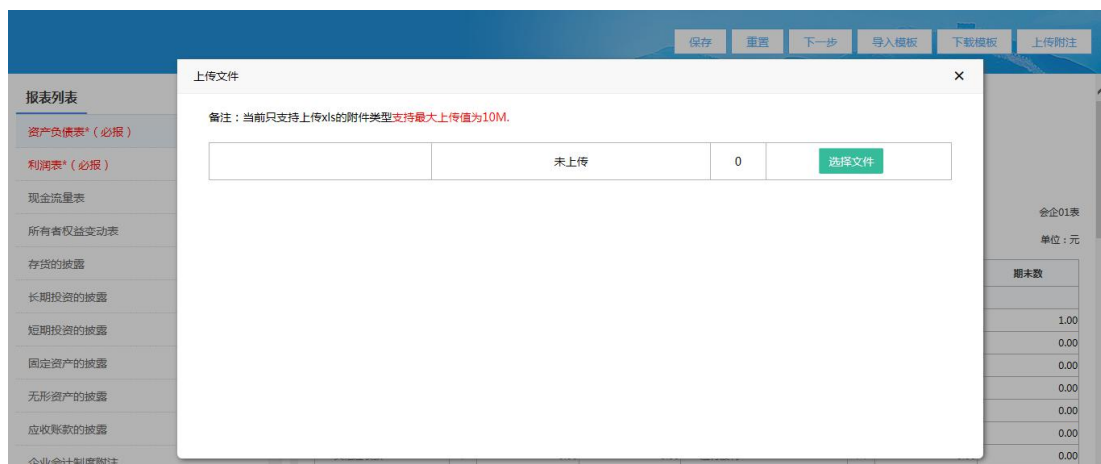 保存 重置 下一步 导入模板 下载模板 上传附注
上传文件 ×
报表列表
备注：当前只支持上传xls的附件类型支持最大上传值为10M.
资产负债表*（必报）
未上传 0 选择文件
利润表*（必报）
现金流量表
会企01表
所有者权益变动表
单位：元
存货的披露
期末数
长期投资的披露
1.00
短期投资的披露
0.00
固定资产的披露
0.00
0.00
无形资产的披露
0.00
应收账款的披露
0.00
企业会计制度附注
0.00